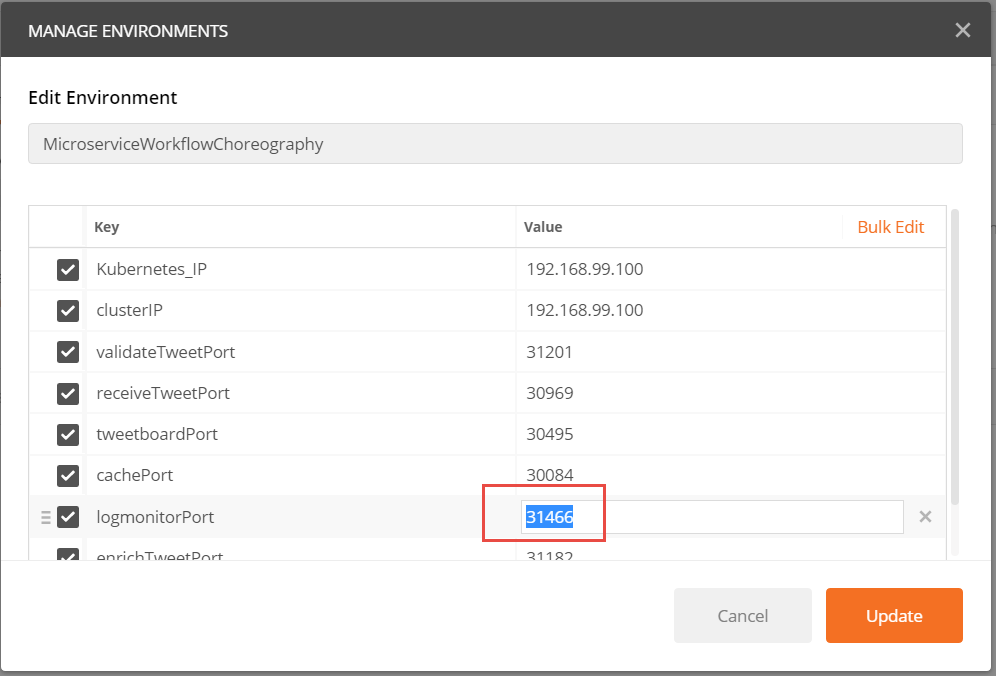 MANAGE ENVIRONMENTS
Edit Environment
MicroserviceWorkflowChoreography
Key Value Bulk Edit
Kubernetes_IP 192.168.99.100
clusterIP 192.168.99.100
validateTweetPort 31201
receiveTweetPort 30969
tweetboardPort 30495
cachePort 30084
logmonitorPort 31466
enrichTweetPort 31182
Cancel Update